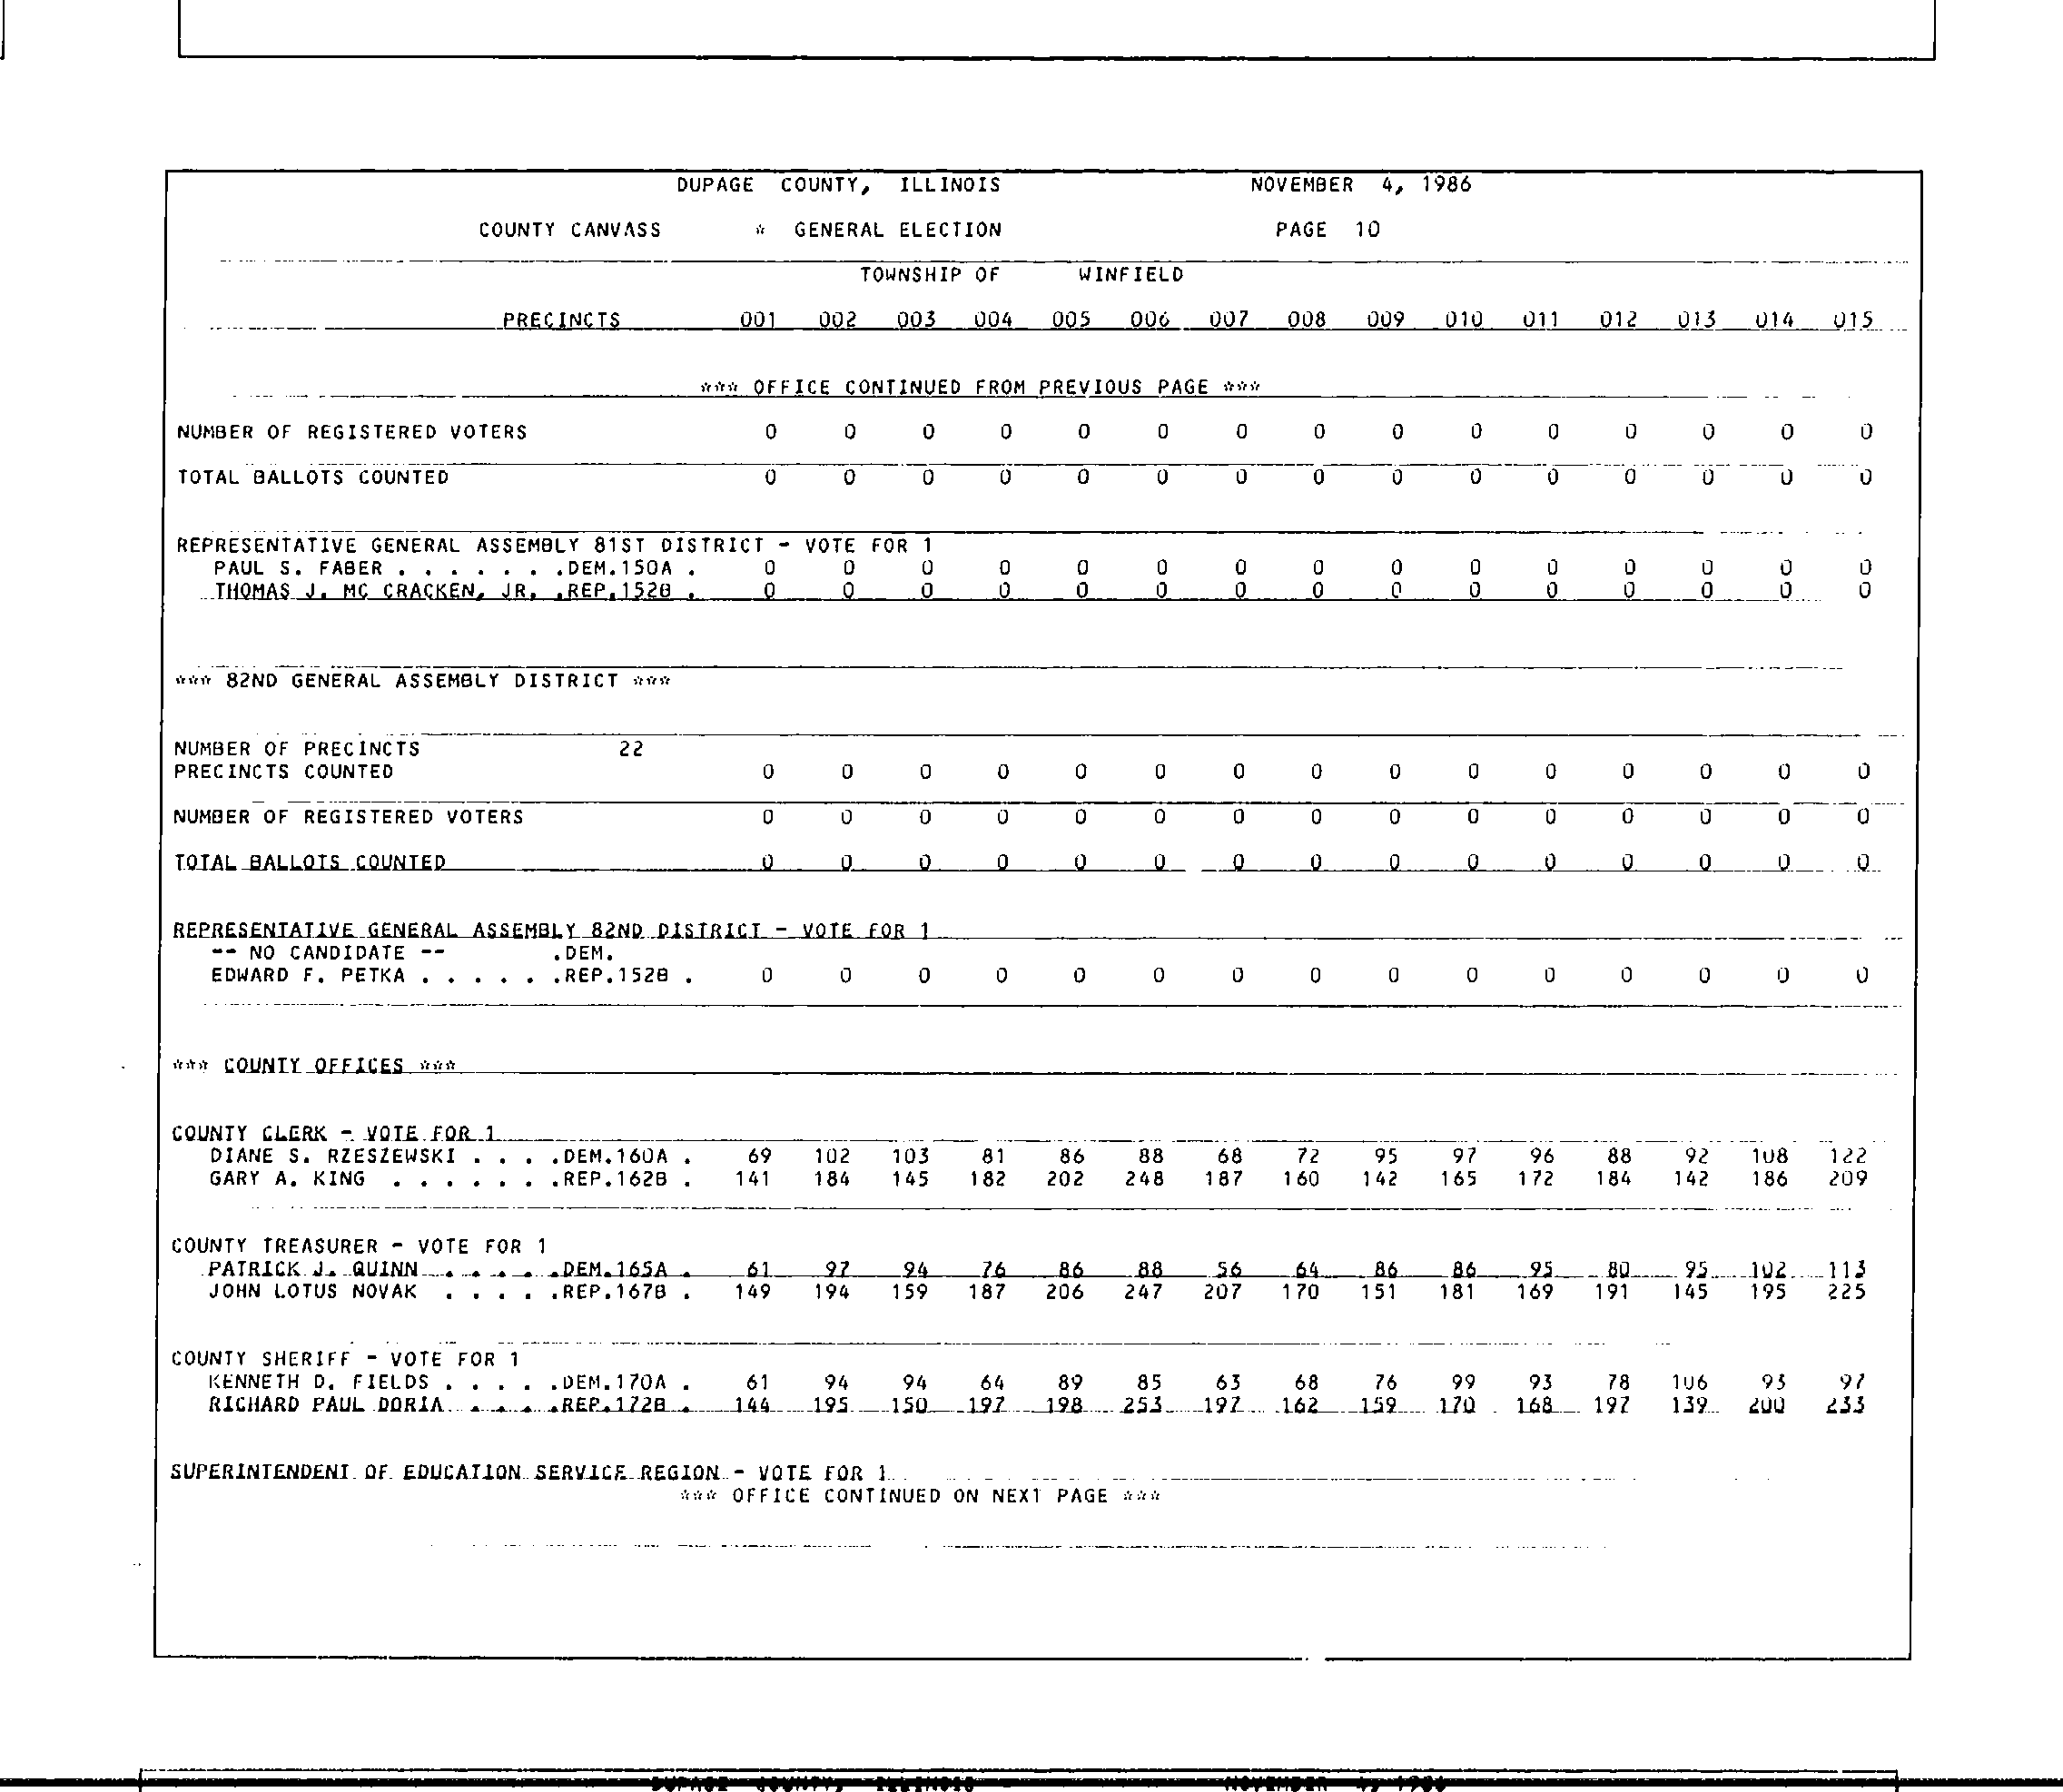 DUPAGE COUNTY, ILLINOIS NOVEMBER 4, 1986
COUNTY CANVASS * GENERAL ELECTION PAGE 10
TOWNSHIP OF WINFIELD
PRECINCTS 001 002 003 004 005 006 007 008 009 010 011 012 013 014 015
*** OFFICE CONTINUED FROM PREVIOUS PAGE ***
NUMBER OF REGISTERED VOTERS 0 0 0 0 0 0 0 0 0 0 0 0 0 0 0
TOTAL BALLOTS COUNTED 0 0 0 0 0 0 0 0 0 0 0 0 0 0 0
REPRESENTATIVE GENERAL ASSEMBLY 81ST DISTRICT - VOTE FOR 1
PAUL S. FABER . . . . . . .DEM.150A . 0 0 0 0 0 0 0 0 0 0 0 0 0 0 0
THOMAS J. MC CRACKEN, JR. .REP.152B . 0 0 0 0 0 0 0 0 0 0 0 0 0 0 0
*** 82ND GENERAL ASSEMBLY DISTRICT ***
NUMBER OF PRECINCTS 22
PRECINCTS COUNTED 0 0 0 0 0 0 0 0 0 0 0 0 0 0 0
NUMBER OF REGISTERED VOTERS 0 0 0 0 0 0 0 0 0 0 0 0 0 0 0
TOTAL BALLOTS COUNTED 0 0 0 0 0 0 0 0 0 0 0 0 0 0 0
REPRESENTATIVE GENERAL ASSEMBLY 82ND DISTRICT - VOTE FOR 1
-- NO CANDIDATE -- .DEM.
EDWARD F. PETKA . . . . . .REP.152B . 0 0 0 0 0 0 0 0 0 0 0 0 0 0 0
*** COUNTY OFFICES ***
COUNTY CLERK - VOTE FOR 1
DIANE S. RZESZEWSKI . . . .DEM.160A . 69 102 103 81 86 88 68 72 95 97 96 88 92 108 122
GARY A. KING . . . . . . .REP.162B . 141 184 145 182 202 248 187 160 142 165 172 184 142 186 209
COUNTY TREASURER - VOTE FOR 1
PATRICK J. QUINN . . . . .DEM.165A . 61 97 94 76 86 88 56 64 86 86 95 80 95 102 113
JOHN LOTUS NOVAK . . . . .REP.167B . 149 194 159 187 206 247 207 170 151 181 169 191 145 195 225
COUNTY SHERIFF - VOTE FOR 1
KENNETH D. FIELDS . . . . .DEM.170A . 61 94 94 64 89 85 63 68 76 99 93 78 106 93 97
RICHARD PAUL DORIA . . . .REP.172B . 144 195 150 197 198 253 197 162 159 170 168 197 139 200 233
SUPERINTENDENT OF EDUCATION SERVICE REGION - VOTE FOR 1
*** OFFICE CONTINUED ON NEXT PAGE ***
DUPAGE COUNTY, ILLINOIS NOVEMBER 4, 1986